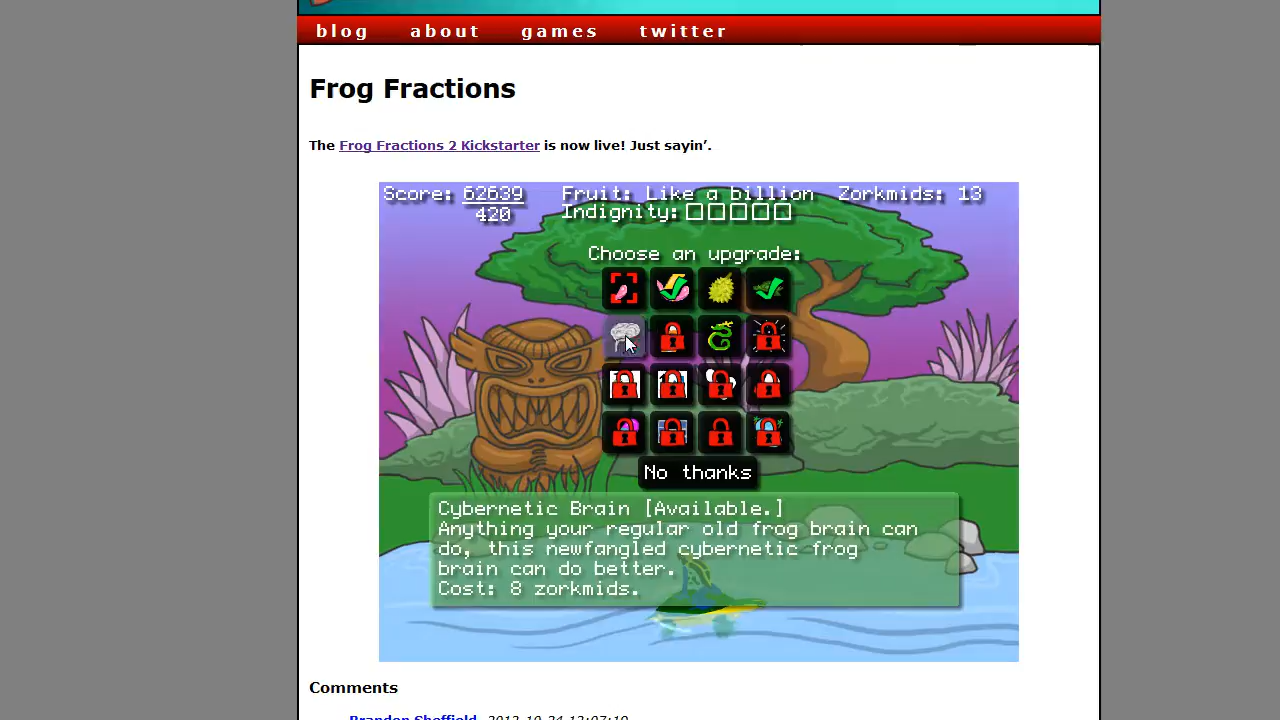 blog about games twitter
Frog Fractions
The Frog Fractions 2 Kickstarter is now live! Just sayin’.
Score: 62639 Fruit: Like a billion Zorkmids: 13
420 Indignity:
Choose an upgrade:
No thanks
Cybernetic Brain [Available.]
Anything your regular old frog brain can
do, this newfangled cybernetic frog
brain can do better.
Cost: 8 zorkmids.
Comments
Brandon Sheffield